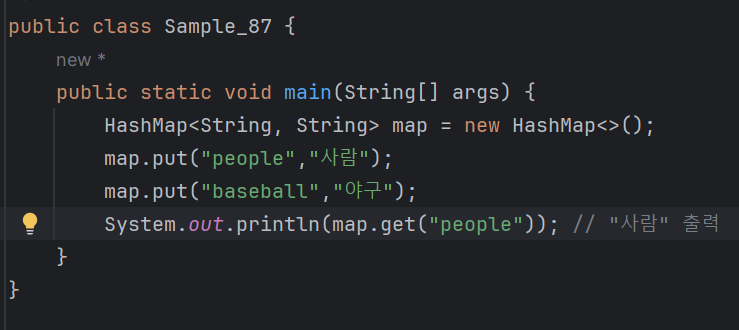 public class Sample_87 {
new *
public static void main(String[] args) {
HashMap<String, String> map = new HashMap<>();
map.put("people","사람");
map.put("baseball","야구");
System.out.println(map.get("people")); // "사람" 출력
}
}